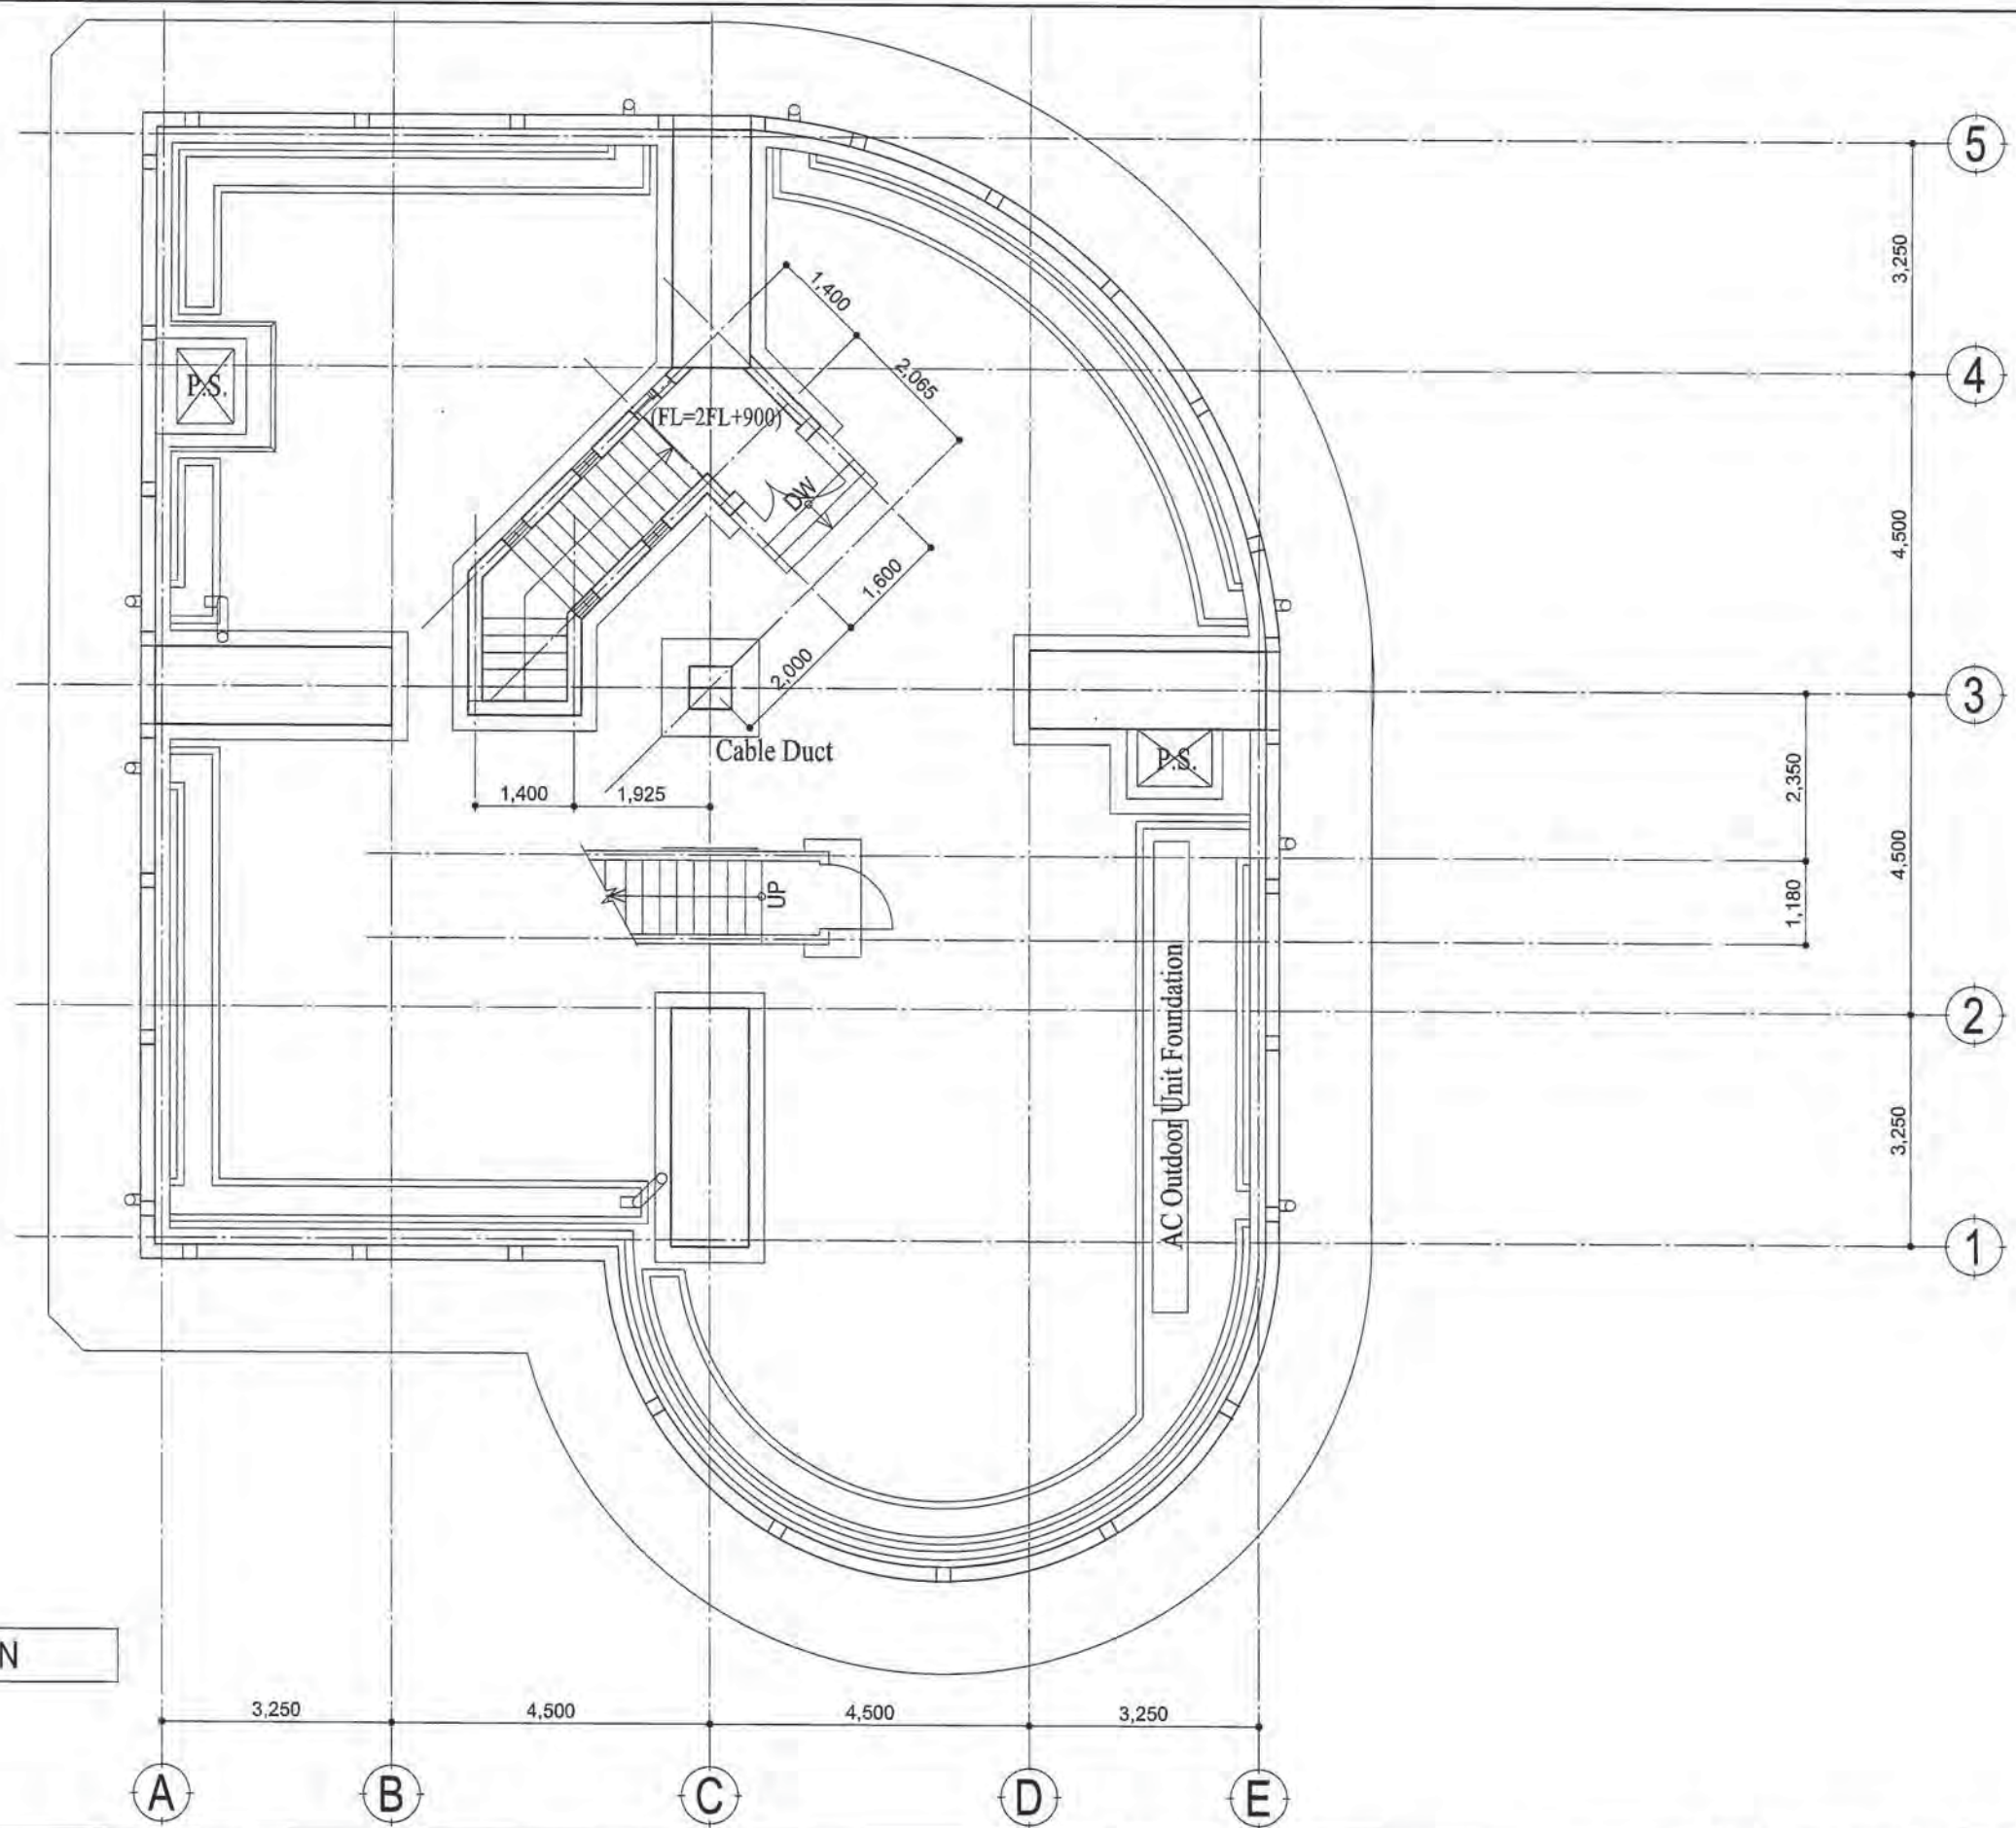 5
3,250
1,400
4
2,065
P.S.
(FL=2FL+900)
DW
4,500
1,600
2,000
3
Cable Duct
P.S.
2,350
1,400
1,925
4,500
UP
1,180
2
AC Outdoor Unit Foundation
3,250
1
N
3,250
4,500
4,500
3,250
A
B
C
D
E